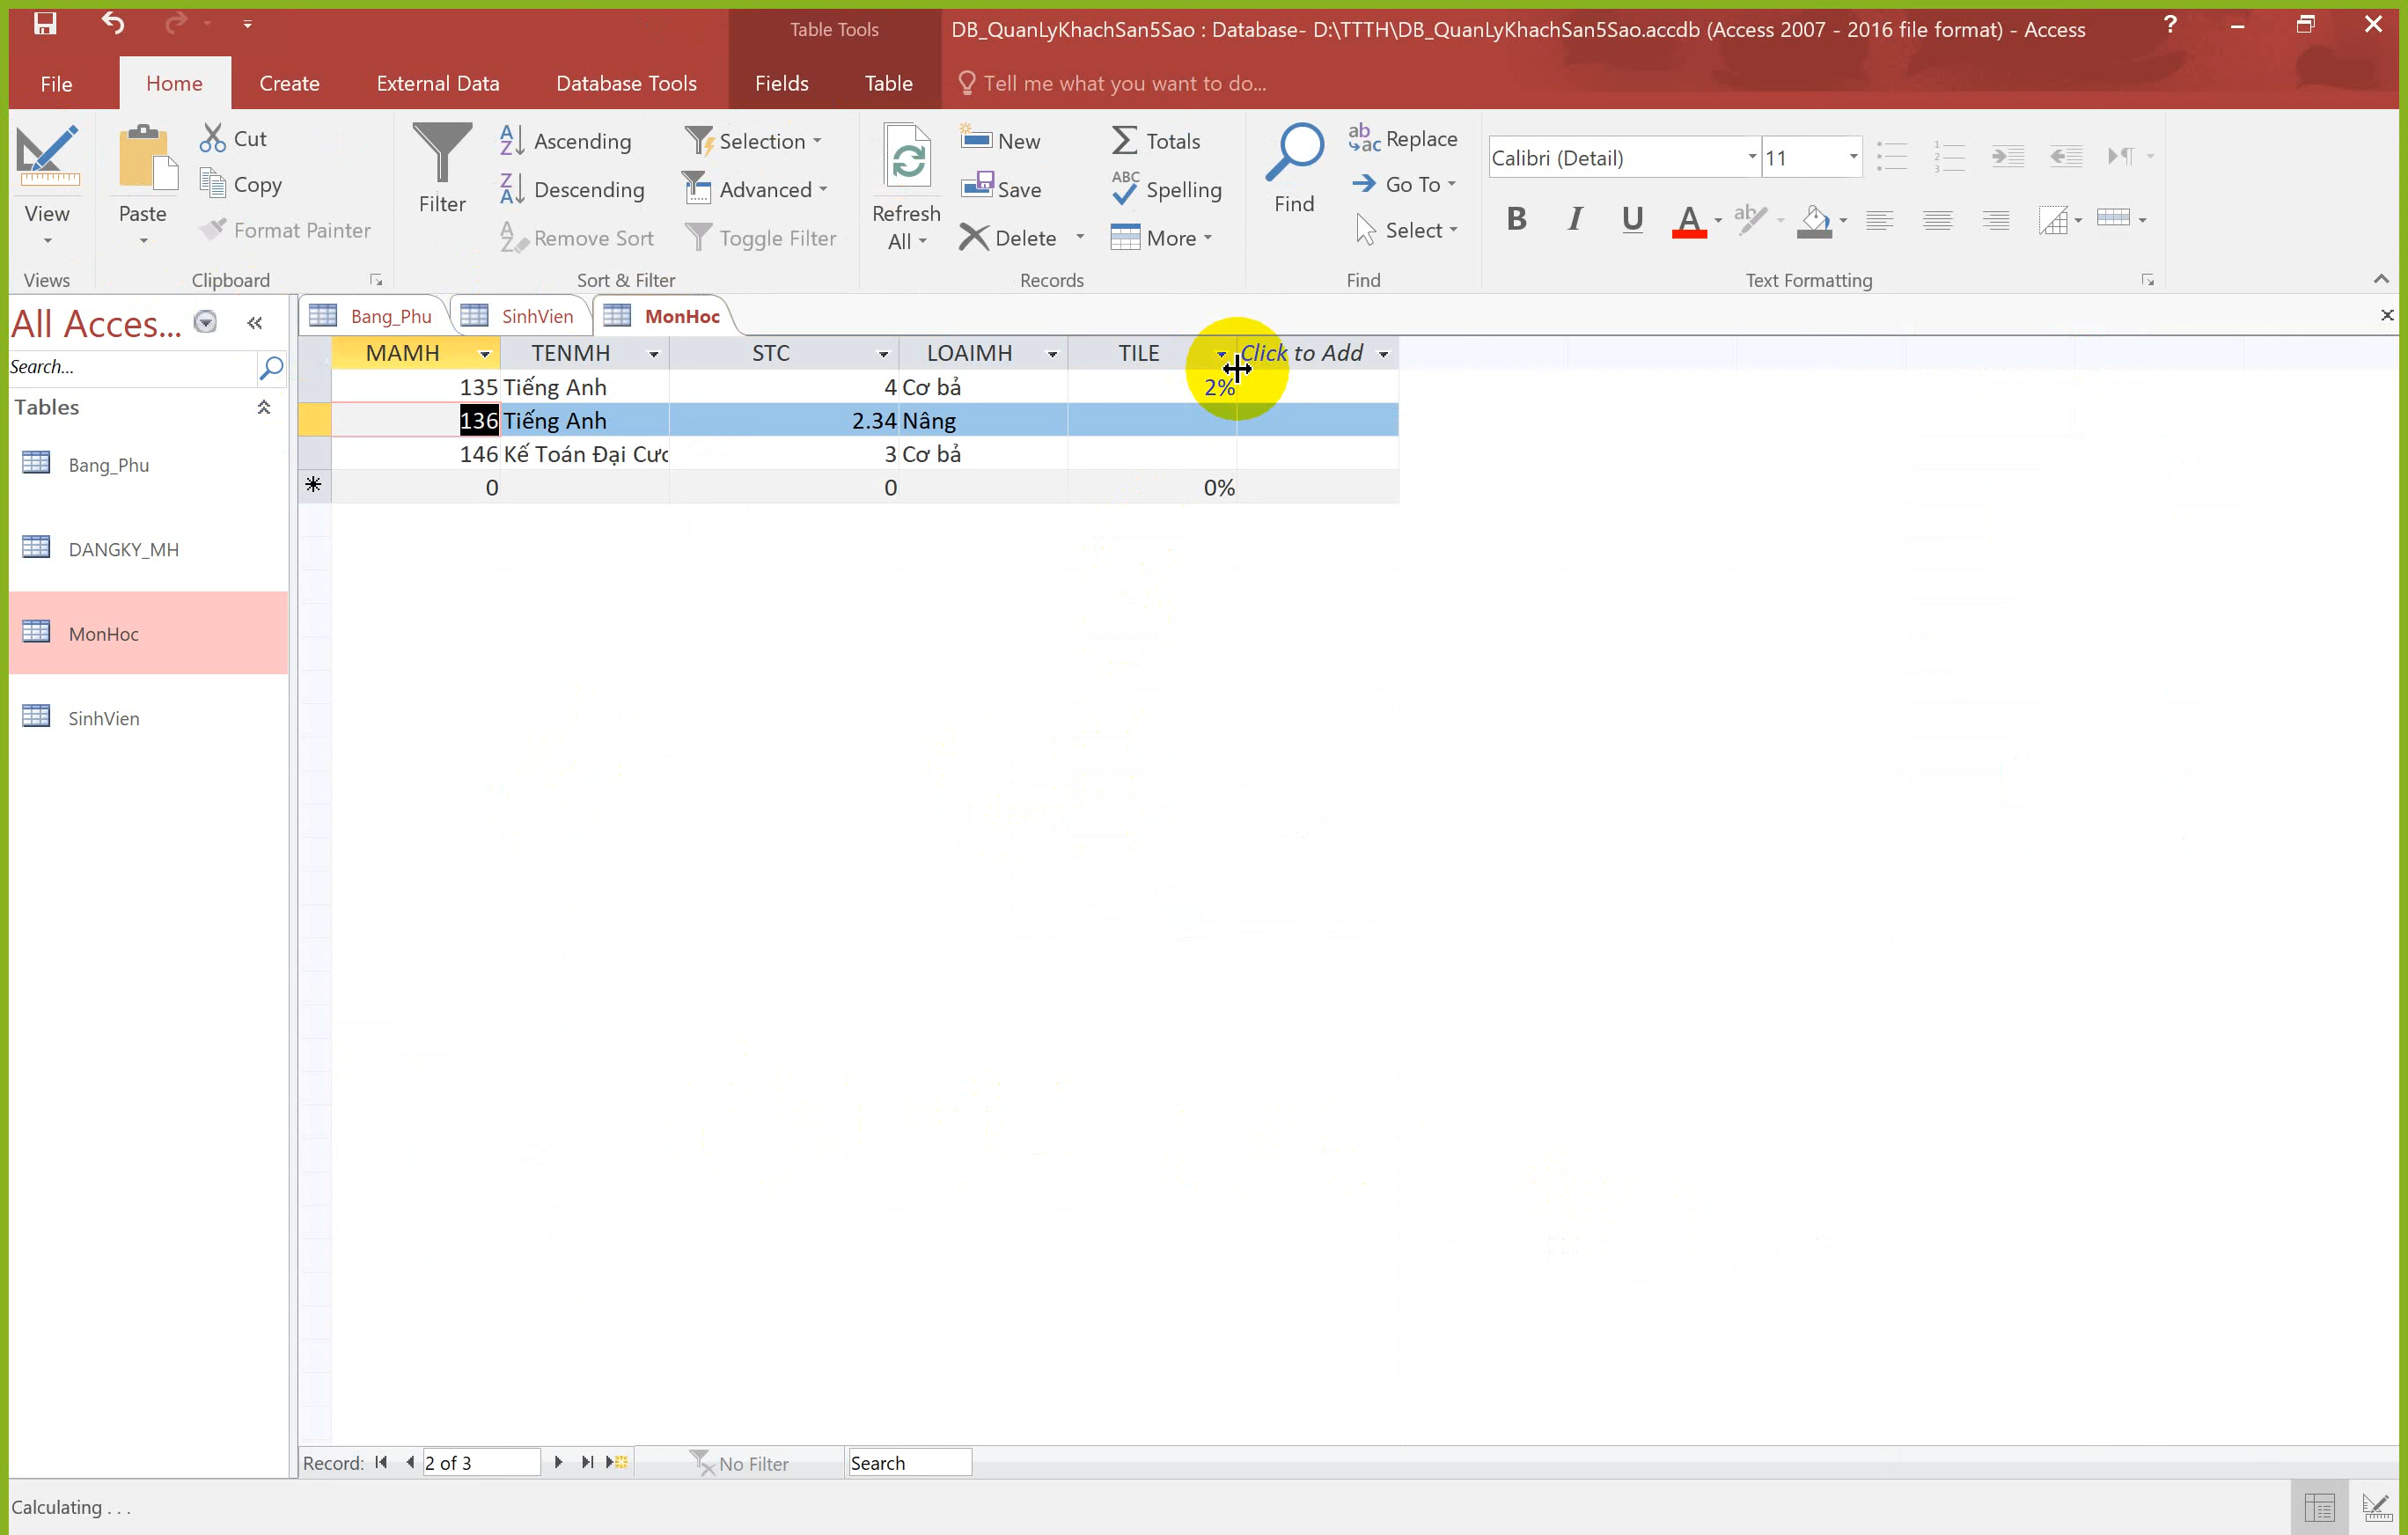 Table Tools
DB_QuanLyKhachSan5Sao : Database- D:\TTTH\DB_QuanLyKhachSan5Sao.accdb (Access 2007 - 2016 file format) - Access
?
File Home Create External Data Database Tools Fields Table Tell me what you want to do...
View
Views
Paste
Cut
Copy
Format Painter
Clipboard
Filter
Ascending
Descending
Remove Sort
Selection
Advanced
Toggle Filter
Sort & Filter
Refresh
All
New
Save
Delete
Totals
Spelling
More
Records
Find
Replace
Go To
Select
Find
Calibri (Detail) 11
B I U A
Text Formatting
All Acces...
Search...
Tables
Bang_Phu
DANGKY_MH
MonHoc
SinhVien
Bang_Phu SinhVien MonHoc
MAMH TENMH STC LOAIMH TILE Click to Add
135 Tiếng Anh 4 Cơ bả 2%
136 Tiếng Anh 2.34 Nâng
146 Kế Toán Đại Cươ 3 Cơ bả
0 0 0%
Record: 2 of 3 No Filter Search
Calculating . . .